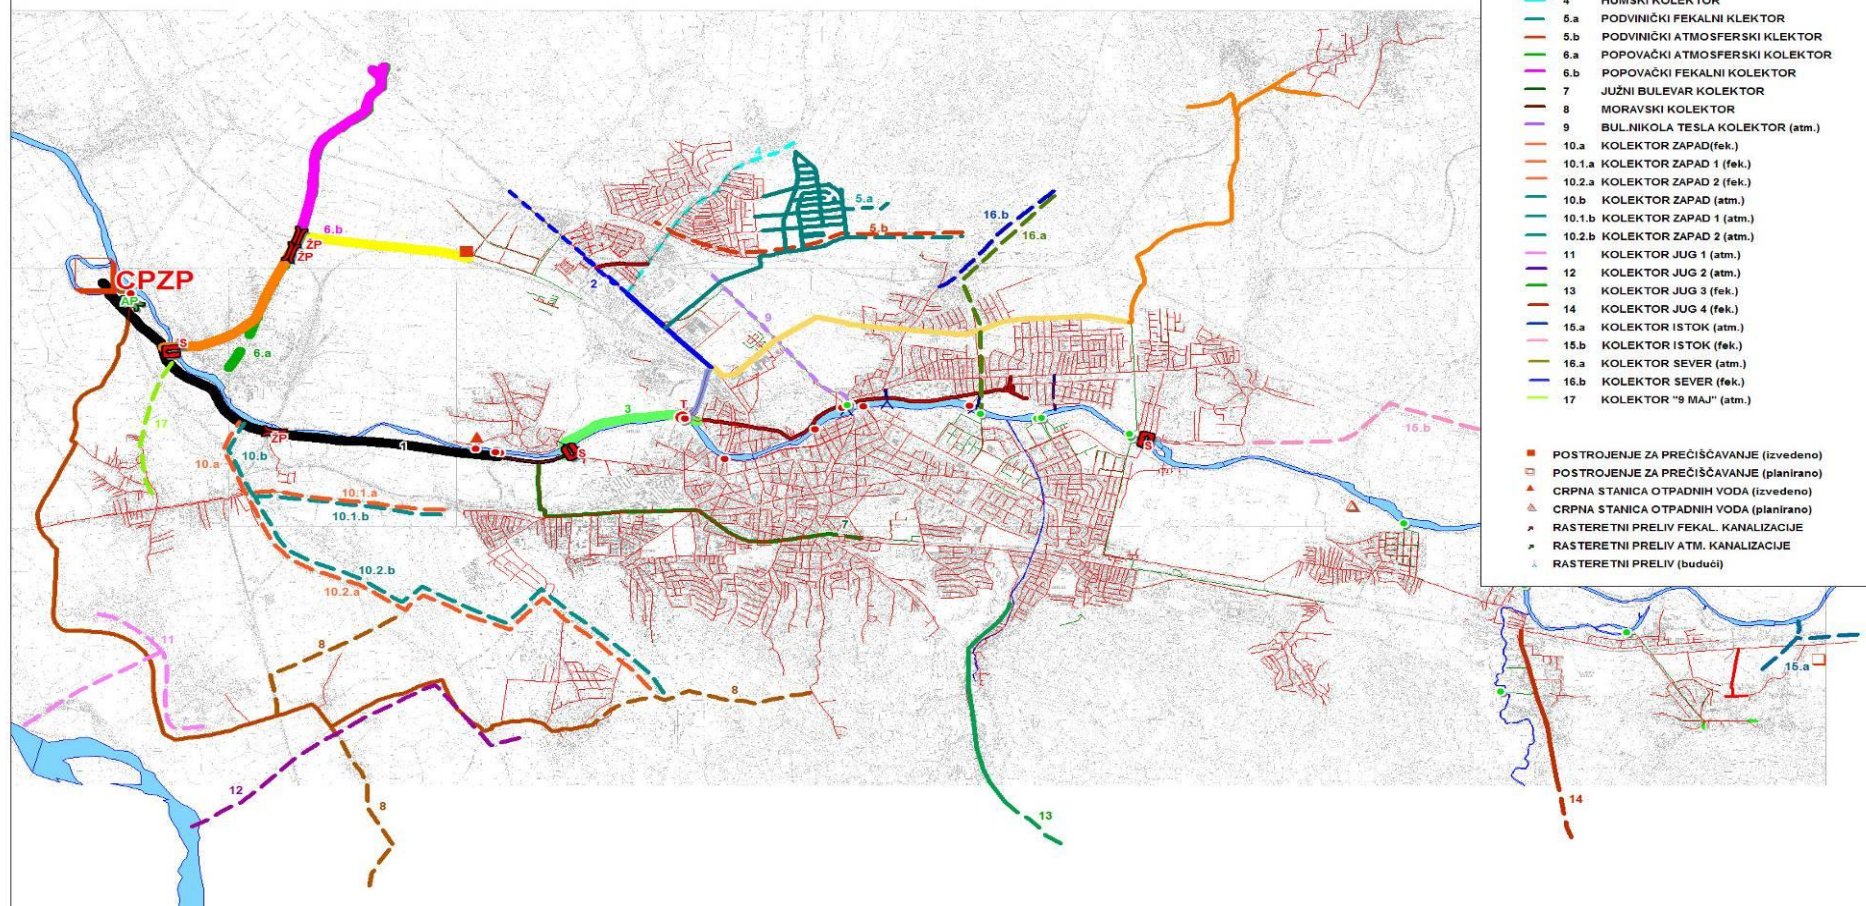 4 HUMSKI KOLEKTOR
5.a PODVINIČKI FEKALNI KLEKTOR
5.b PODVINIČKI ATMOSFERSKI KLEKTOR
6.a POPOVAČKI ATMOSFERSKI KOLEKTOR
6.b POPOVAČKI FEKALNI KOLEKTOR
7 JUŽNI BULEVAR KOLEKTOR
8 MORAVSKI KOLEKTOR
9 BUL.NIKOLA TESLA KOLEKTOR (atm.)
10.a KOLEKTOR ZAPAD(fek.)
10.1.a KOLEKTOR ZAPAD 1 (fek.)
10.2.a KOLEKTOR ZAPAD 2 (fek.)
10.b KOLEKTOR ZAPAD (atm.)
10.1.b KOLEKTOR ZAPAD 1 (atm.)
10.2.b KOLEKTOR ZAPAD 2 (atm.)
11 KOLEKTOR JUG 1 (atm.)
12 KOLEKTOR JUG 2 (atm.)
13 KOLEKTOR JUG 3 (fek.)
14 KOLEKTOR JUG 4 (fek.)
15.a KOLEKTOR ISTOK (atm.)
15.b KOLEKTOR ISTOK (fek.)
16.a KOLEKTOR SEVER (atm.)
16.b KOLEKTOR SEVER (fek.)
17 KOLEKTOR "9 MAJ" (atm.)
POSTROJENJE ZA PREČIŠĆAVANJE (izvedeno)
POSTROJENJE ZA PREČIŠĆAVANJE (planirano)
CRPNA STANICA OTPADNIH VODA (izvedeno)
CRPNA STANICA OTPADNIH VODA (planirano)
RASTERETNI PRELIV FEKAL. KANALIZACIJE
RASTERETNI PRELIV ATM. KANALIZACIJE
RASTERETNI PRELIV (budući)
4
5.a
5.b
16.b
16.a
6.b
ŽP
ŽP
CPZP
AP
2
9
S
6.a
3
T
17
ŽP
1
S
S
15.b
10.a
10.b
10.1.a
10.1.b
7
10.2.b
10.2.a
11
8
8
15.a
12
8
13
14